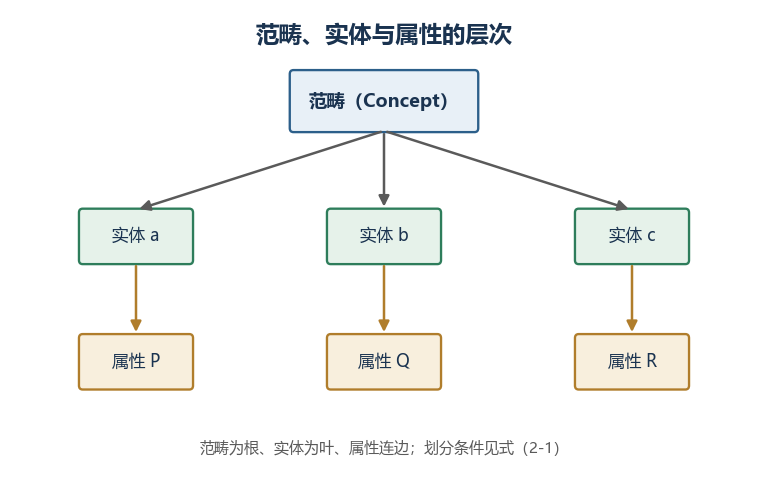 范畴、实体与属性的层次
范畴（Concept）
实体 a
实体 b
实体 c
属性 P
属性 Q
属性 R
范畴为根、实体为叶、属性连边；划分条件见式（2-1）